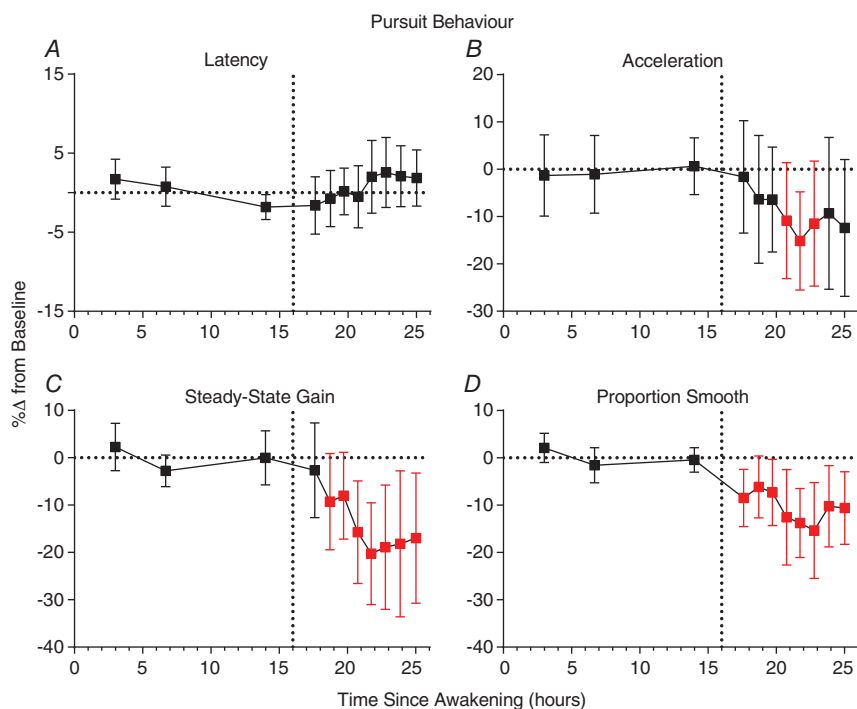 Pursuit Behaviour
A
Latency
15
5
-5
-15
0 5 10 15 20 25
B
Acceleration
20
10
0
-10
-20
-30
0 5 10 15 20 25
%Δ from Baseline
C
Steady-State Gain
10
0
-10
-20
-30
-40
0 5 10 15 20 25
D
Proportion Smooth
10
0
-10
-20
-30
-40
0 5 10 15 20 25
Time Since Awakening (hours)